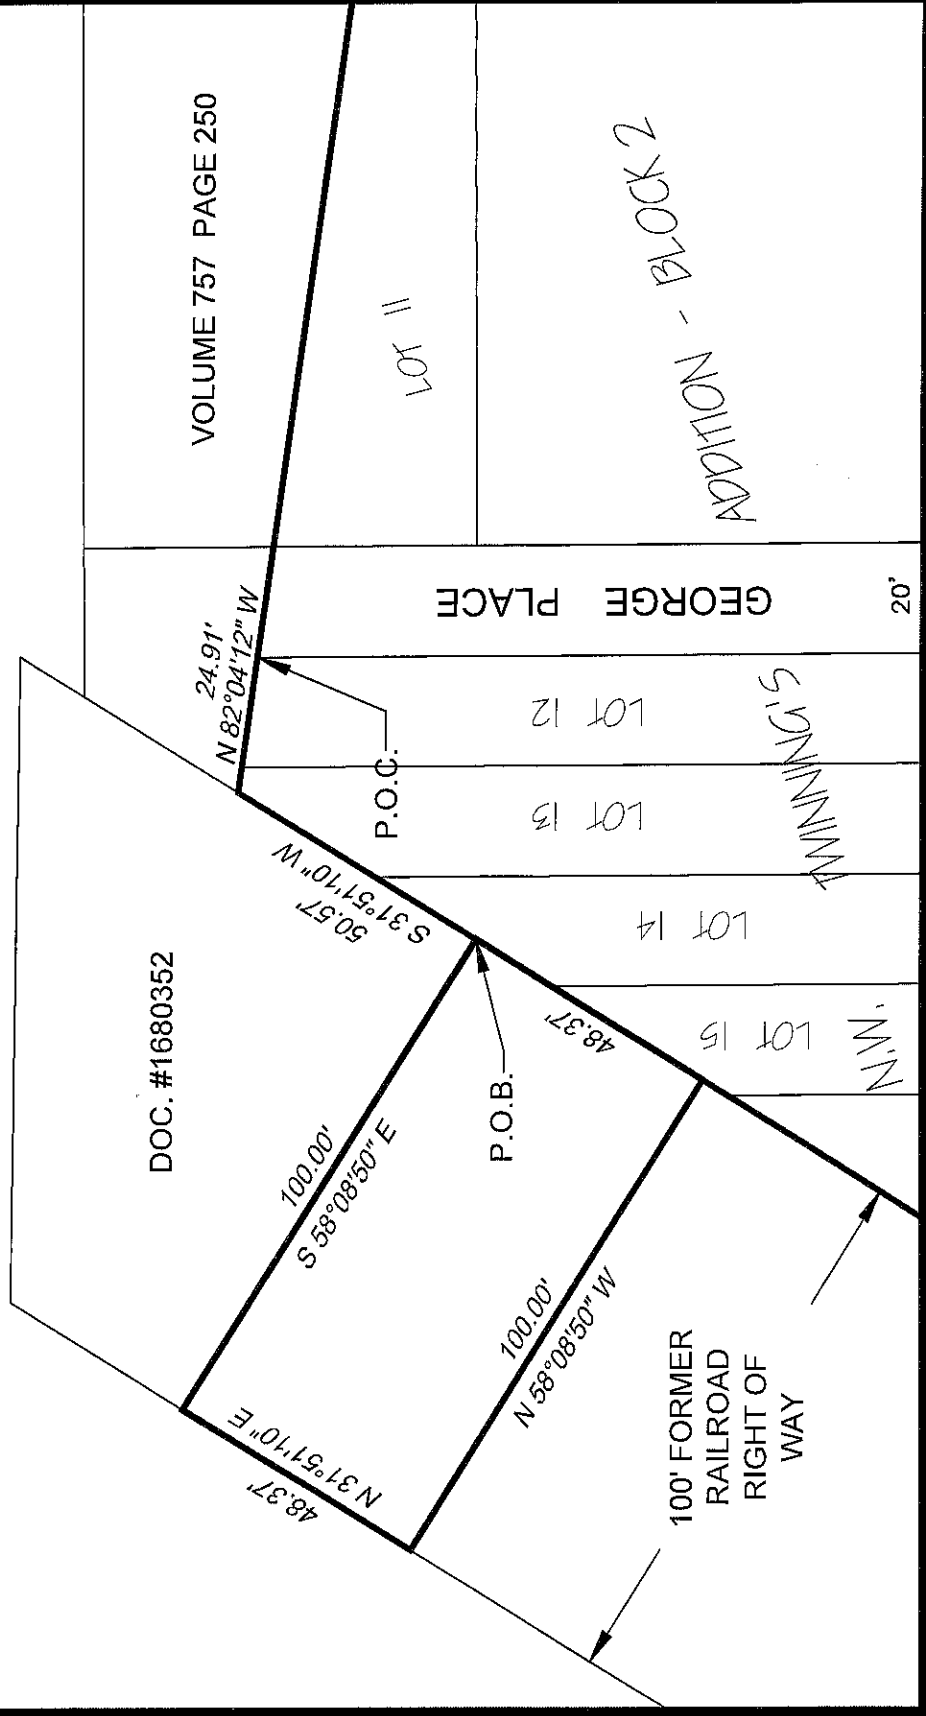 VOLUME 757 PAGE 250
LOT 11
ADDITION - BLOCK 2
GEORGE PLACE
20'
24.91'
N 82°04'12" W
P.O.C.
LOT 12
LOT 13
LOT 14
LOT 15
TWINNING'S
N.W.
50.57'
S 31°51'10" W
DOC. #1680352
48.37'
P.O.B.
100.00'
S 58°08'50" E
100.00'
N 58°08'50" W
N 31°51'10" E
48.37'
100' FORMER
RAILROAD
RIGHT OF
WAY